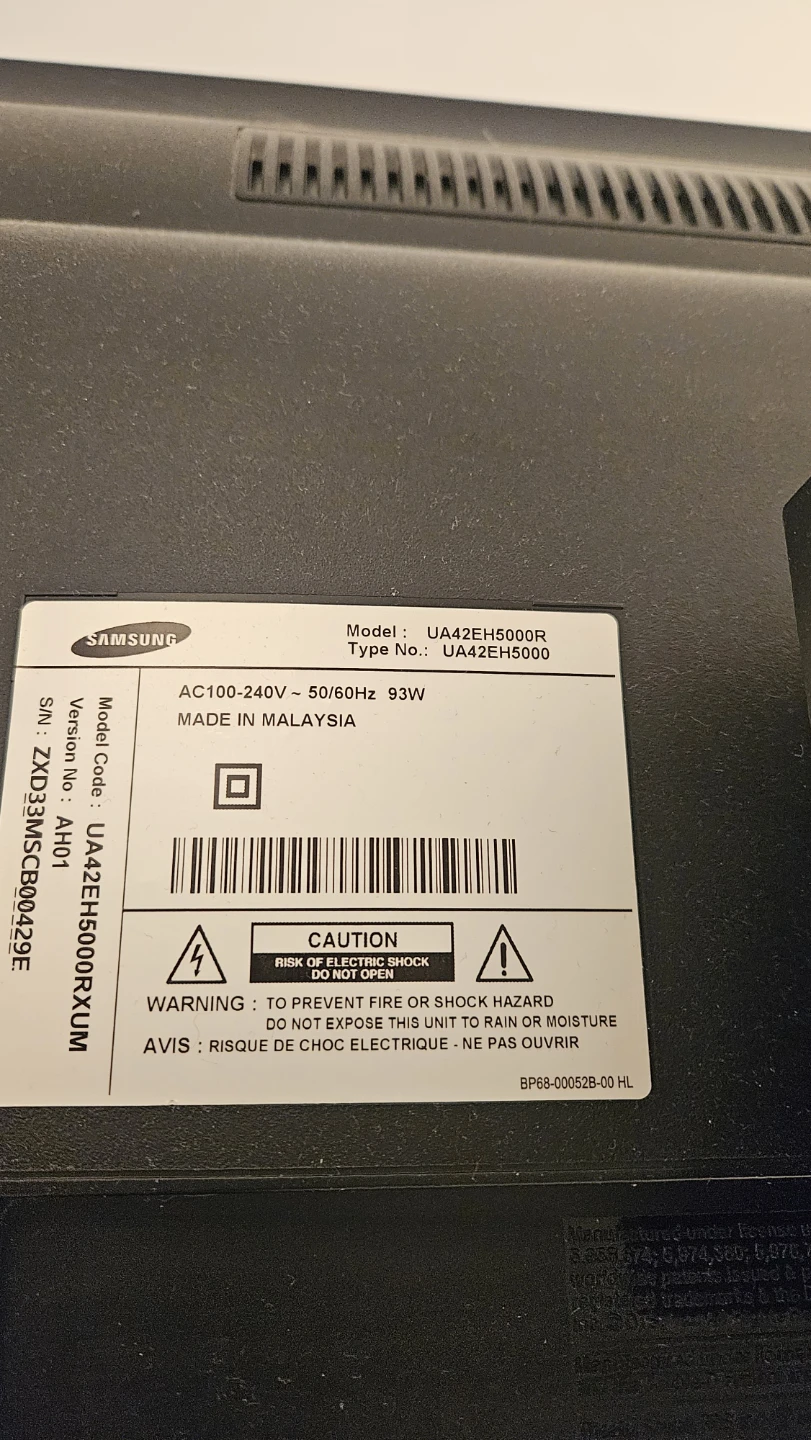 SAMSUNG
Model : UA42EH5000R
Type No.: UA42EH5000
AC100-240V ~ 50/60Hz 93W
MADE IN MALAYSIA
Model Code : UA42EH5000RXUM
Version No : AH01
S/N : ZXD33MSCB00429E
CAUTION
RISK OF ELECTRIC SHOCK
DO NOT OPEN
WARNING : TO PREVENT FIRE OR SHOCK HAZARD
DO NOT EXPOSE THIS UNIT TO RAIN OR MOISTURE
AVIS : RISQUE DE CHOC ELECTRIQUE - NE PAS OUVRIR
BP68-00052B-00 HL
Manufactured under license